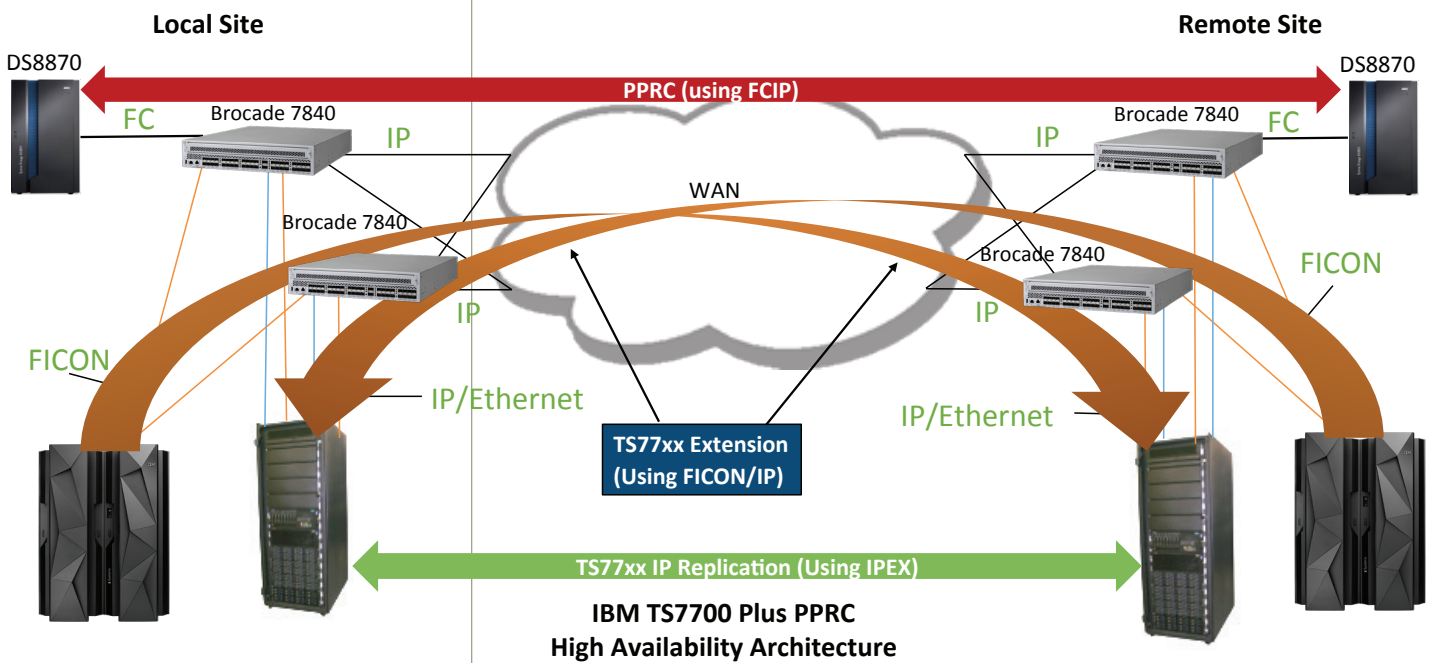 Local Site
Remote Site
DS8870
DS8870
PPRC (using FCIP)
Brocade 7840
Brocade 7840
FC
IP
IP
FC
WAN
Brocade 7840
Brocade 7840
FICON
IP
IP
FICON
IP/Ethernet
IP/Ethernet
TS77xx Extension
(Using FICON/IP)
TS77xx IP Replication (Using IPEX)
IBM TS7700 Plus PPRC
High Availability Architecture